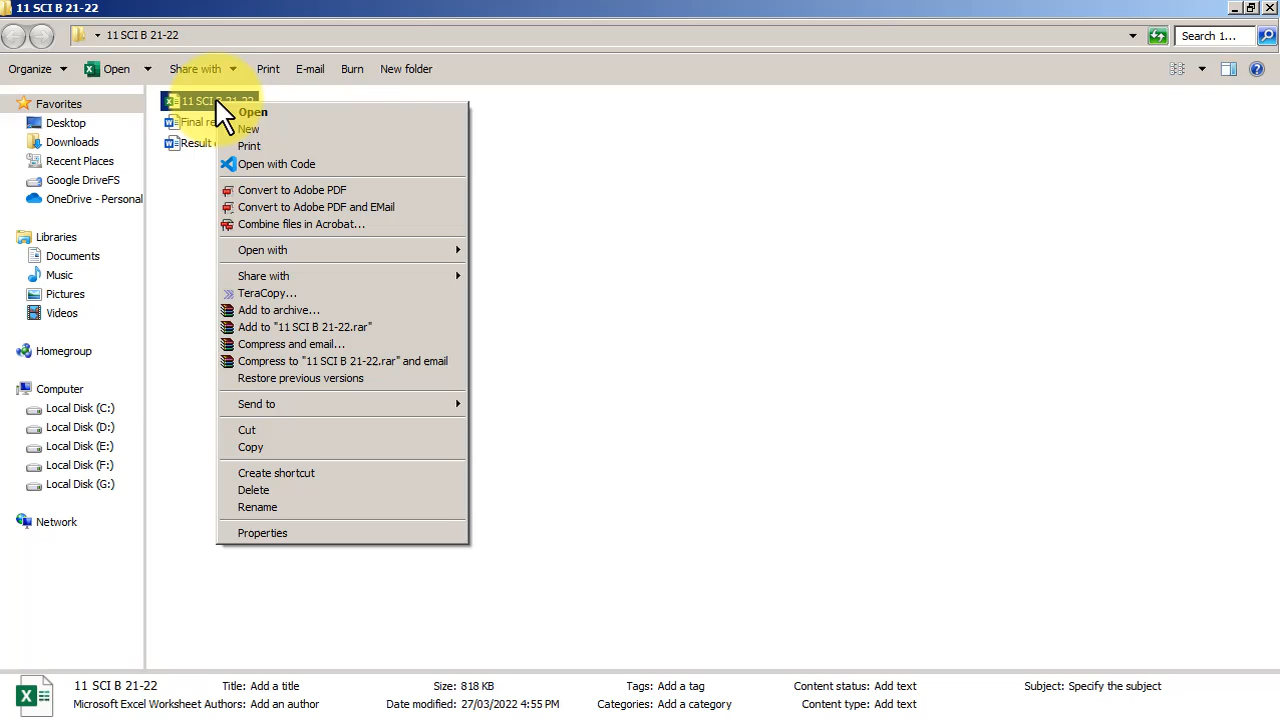 11 SCI B 21-22
11 SCI B 21-22
Search 1...
Organize Open Share with Print E-mail Burn New folder
Favorites
Desktop
Downloads
Recent Places
Google DriveFS
OneDrive - Personal
Libraries
Documents
Music
Pictures
Videos
Homegroup
Computer
Local Disk (C:)
Local Disk (D:)
Local Disk (E:)
Local Disk (F:)
Local Disk (G:)
Network
11 SCI B 21-22
Final re
Result
Open
New
Print
Open with Code
Convert to Adobe PDF
Convert to Adobe PDF and EMail
Combine files in Acrobat...
Open with
Share with
TeraCopy...
Add to archive...
Add to "11 SCI B 21-22.rar"
Compress and email...
Compress to "11 SCI B 21-22.rar" and email
Restore previous versions
Send to
Cut
Copy
Create shortcut
Delete
Rename
Properties
11 SCI B 21-22 Title: Add a title Size: 818 KB Tags: Add a tag Content status: Add text Subject: Specify the subject
Microsoft Excel Worksheet Authors: Add an author Date modified: 27/03/2022 4:55 PM Categories: Add a category Content type: Add text